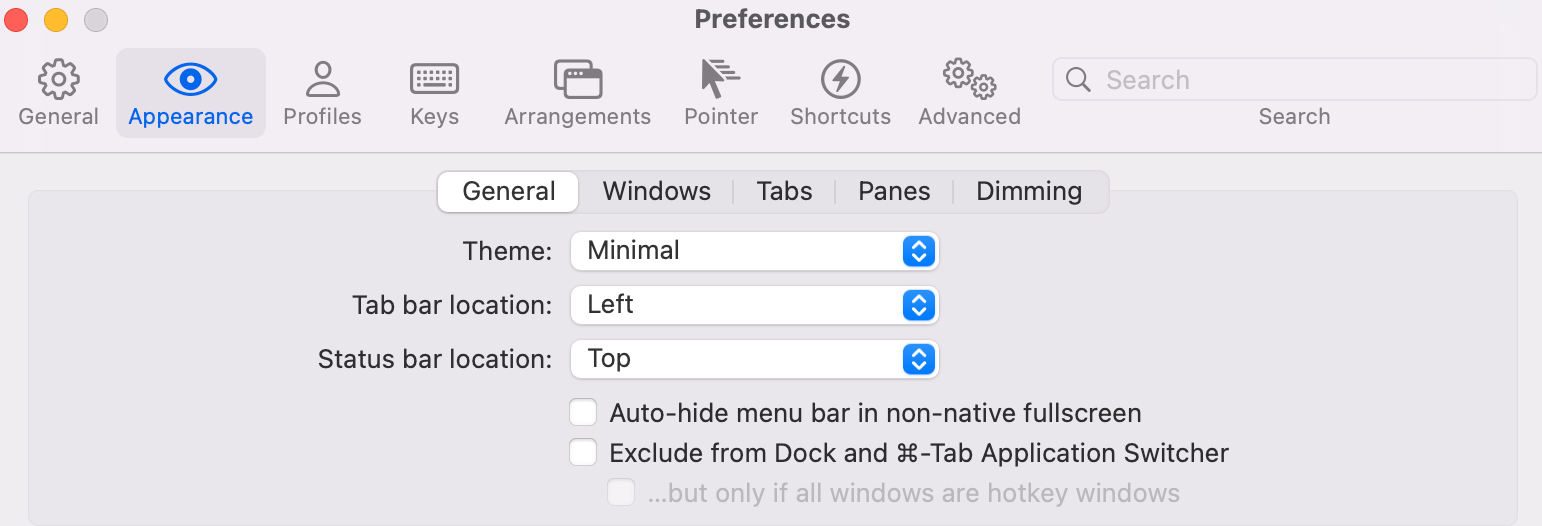 Preferences
General Appearance Profiles Keys Arrangements Pointer Shortcuts Advanced Search
Search
General Windows Tabs Panes Dimming
Theme: Minimal
Tab bar location: Left
Status bar location: Top
Auto-hide menu bar in non-native fullscreen
Exclude from Dock and ⌘-Tab Application Switcher
...but only if all windows are hotkey windows